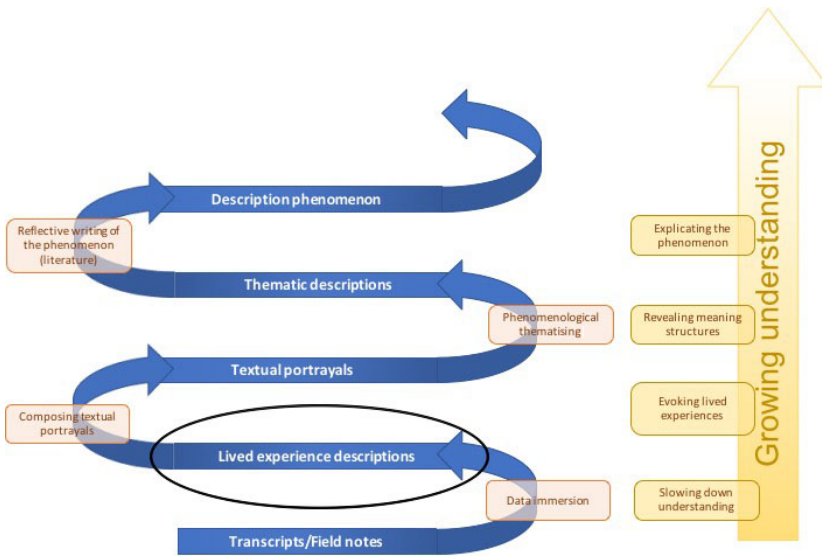 Description phenomenon
Reflective writing of
the phenomenon
(literature)
Explicating the
phenomenon
Thematic descriptions
Phenomenological
thematising
Revealing meaning
structures
Textual portrayals
Composing textual
portrayals
Evoking lived
experiences
Lived experience descriptions
Data immersion
Slowing down
understanding
Transcripts/Field notes
Growing understanding